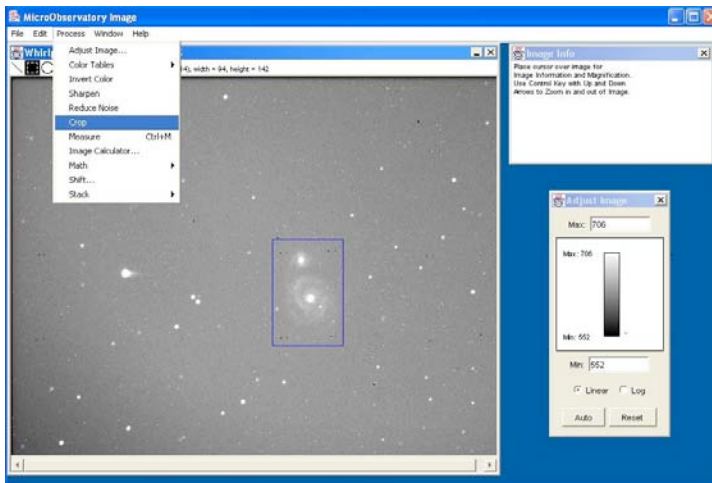 MicroObservatory Image
File Edit Process Window Help
Whirlp
4), width = 94, height = 142
Adjust Image...
Color Tables
Invert Color
Sharpen
Reduce Noise
Crop
Measure Ctrl+M
Image Calculator...
Math
Shift...
Stack
Image Info
Place cursor over image for
Image Information and Magnification.
Use Control Key with Up and Down
Arrows to Zoom in and out of Image.
Adjust Image
Max: 706
Max: 706
Min: 552
Min: 552
Linear Log
Auto Reset